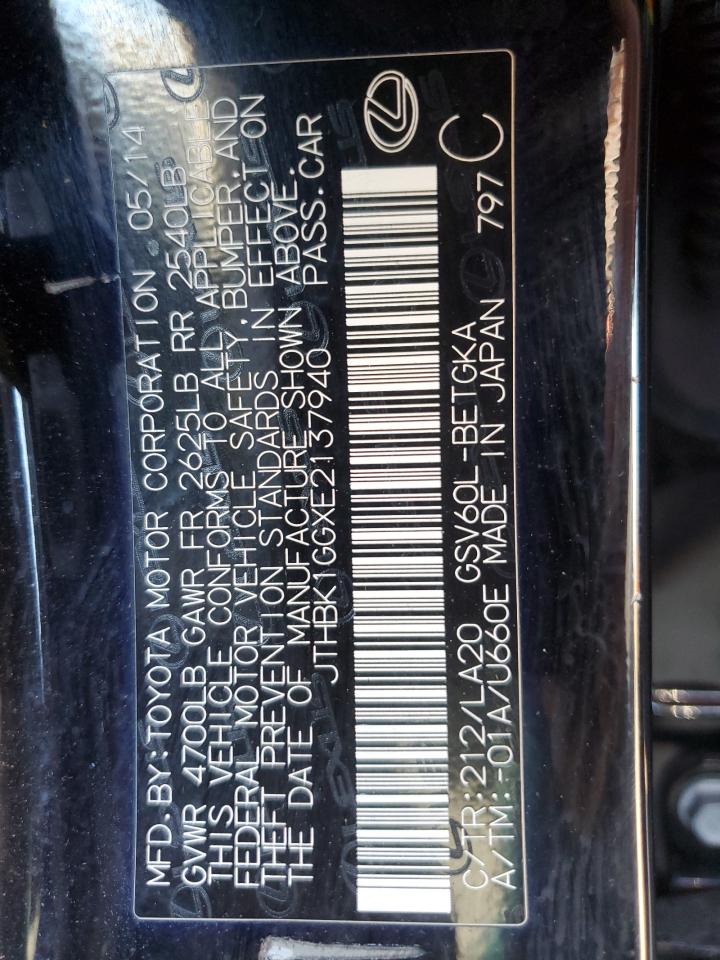 MFD.BY:TOYOTA MOTOR CORPORATION 05/14
GVWR 4700LB GAWR FR 2625LB RR 2540LB
THIS VEHICLE CONFORMS TO ALL APPLICABLE
FEDERAL MOTOR VEHICLE SAFETY,BUMPER,AND
THEFT PREVENTION STANDARDS IN EFFECT ON
THE DATE OF MANUFACTURE SHOWN ABOVE.
JTHBK1GGXE2137940 PASS.CAR
C/TR:212/LA20 GSV60L-BETGKA
A/TM:-01A/U660E MADE IN JAPAN 797 C